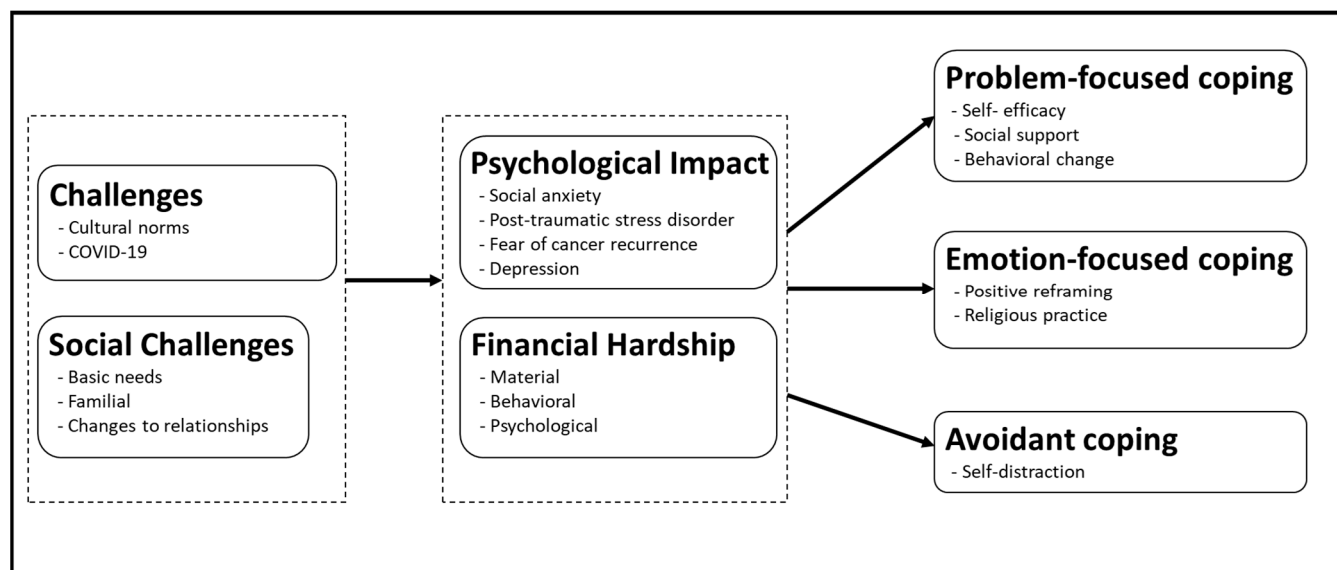 Challenges
- Cultural norms
- COVID-19
Social Challenges
- Basic needs
- Familial
- Changes to relationships
Psychological Impact
- Social anxiety
- Post-traumatic stress disorder
- Fear of cancer recurrence
- Depression
Financial Hardship
- Material
- Behavioral
- Psychological
Problem-focused coping
- Self- efficacy
- Social support
- Behavioral change
Emotion-focused coping
- Positive reframing
- Religious practice
Avoidant coping
- Self-distraction